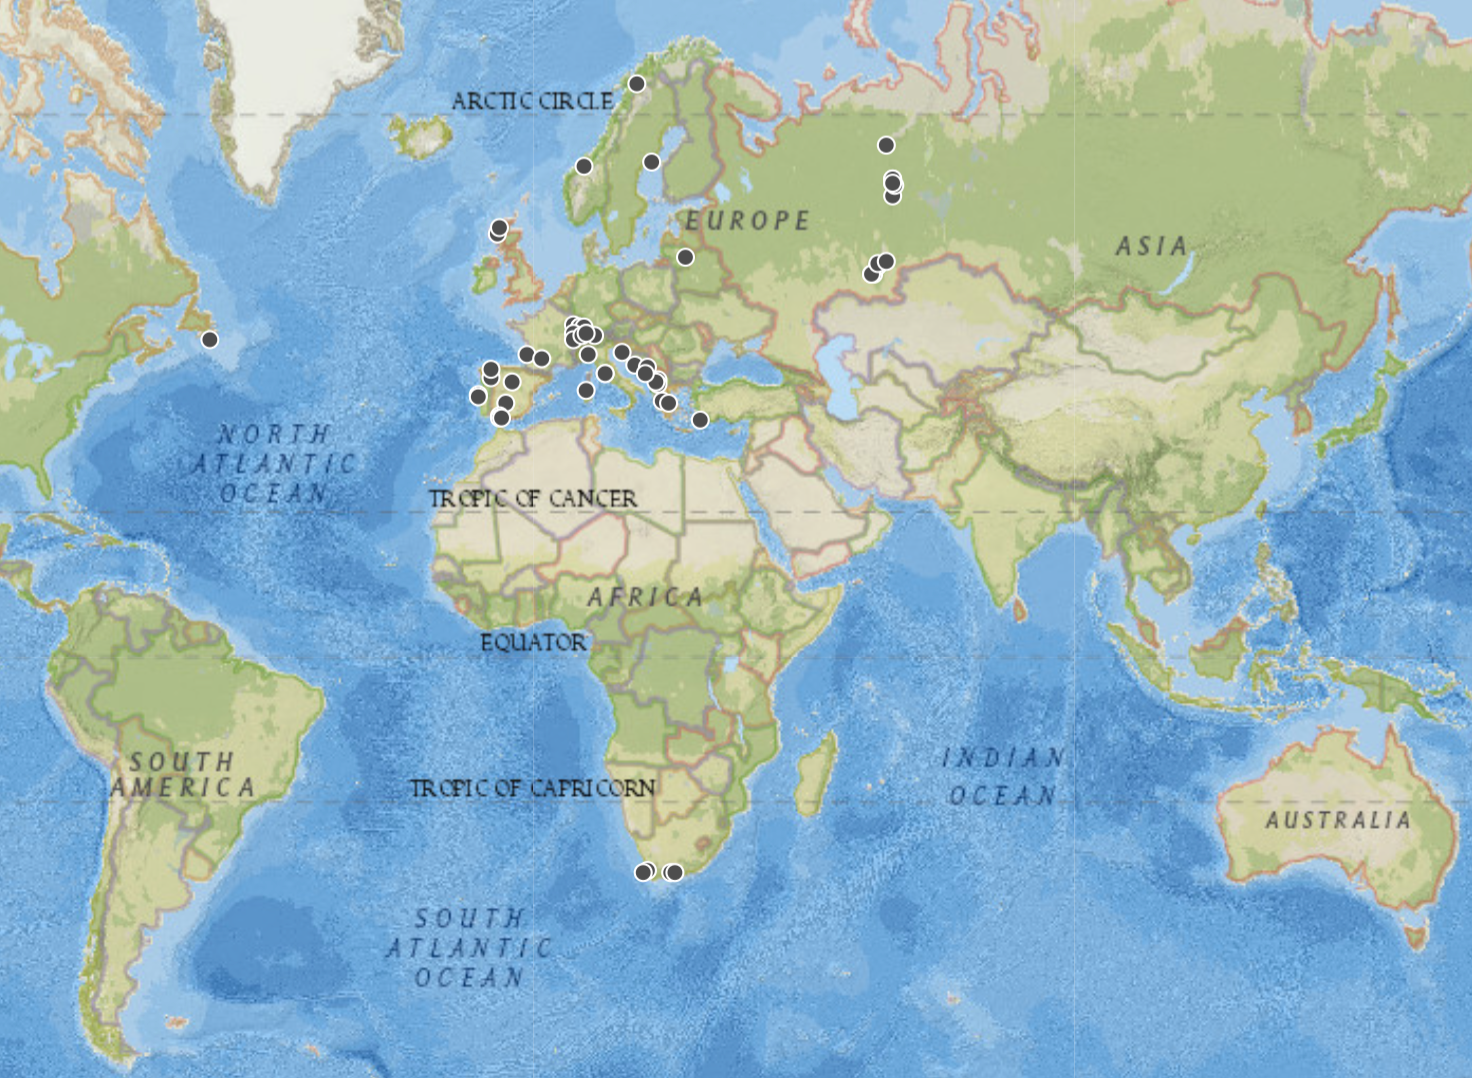 ARCTIC CIRCLE
EUROPE
ASIA
NORTH
ATLANTIC
OCEAN
TROPIC OF CANCER
AFRICA
EQUATOR
SOUTH
AMERICA
TROPIC OF CAPRICORN
INDIAN
OCEAN
AUSTRALIA
SOUTH
ATLANTIC
OCEAN